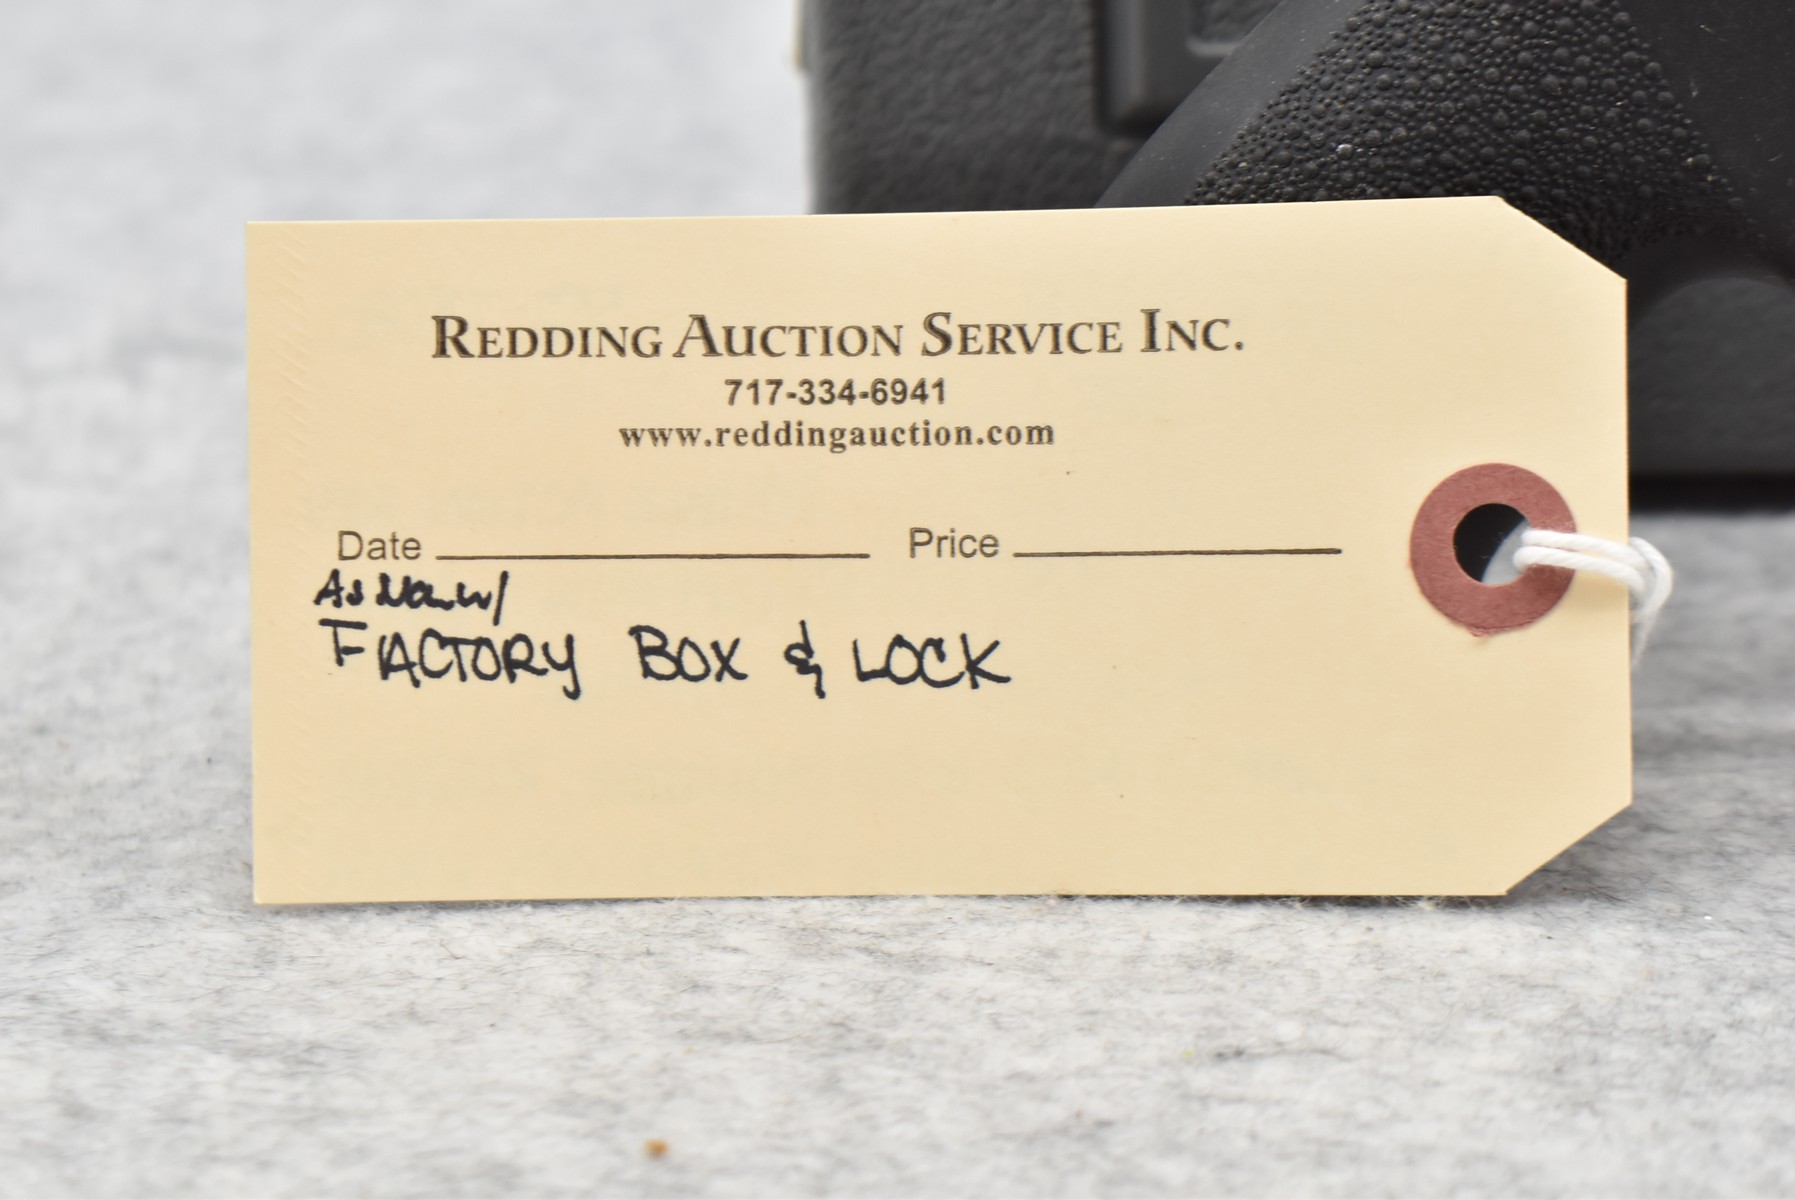 REDDING AUCTION SERVICE INC.
717-334-6941
www.reddingauction.com
Date Price
As New w/
FACTORY BOX & LOCK